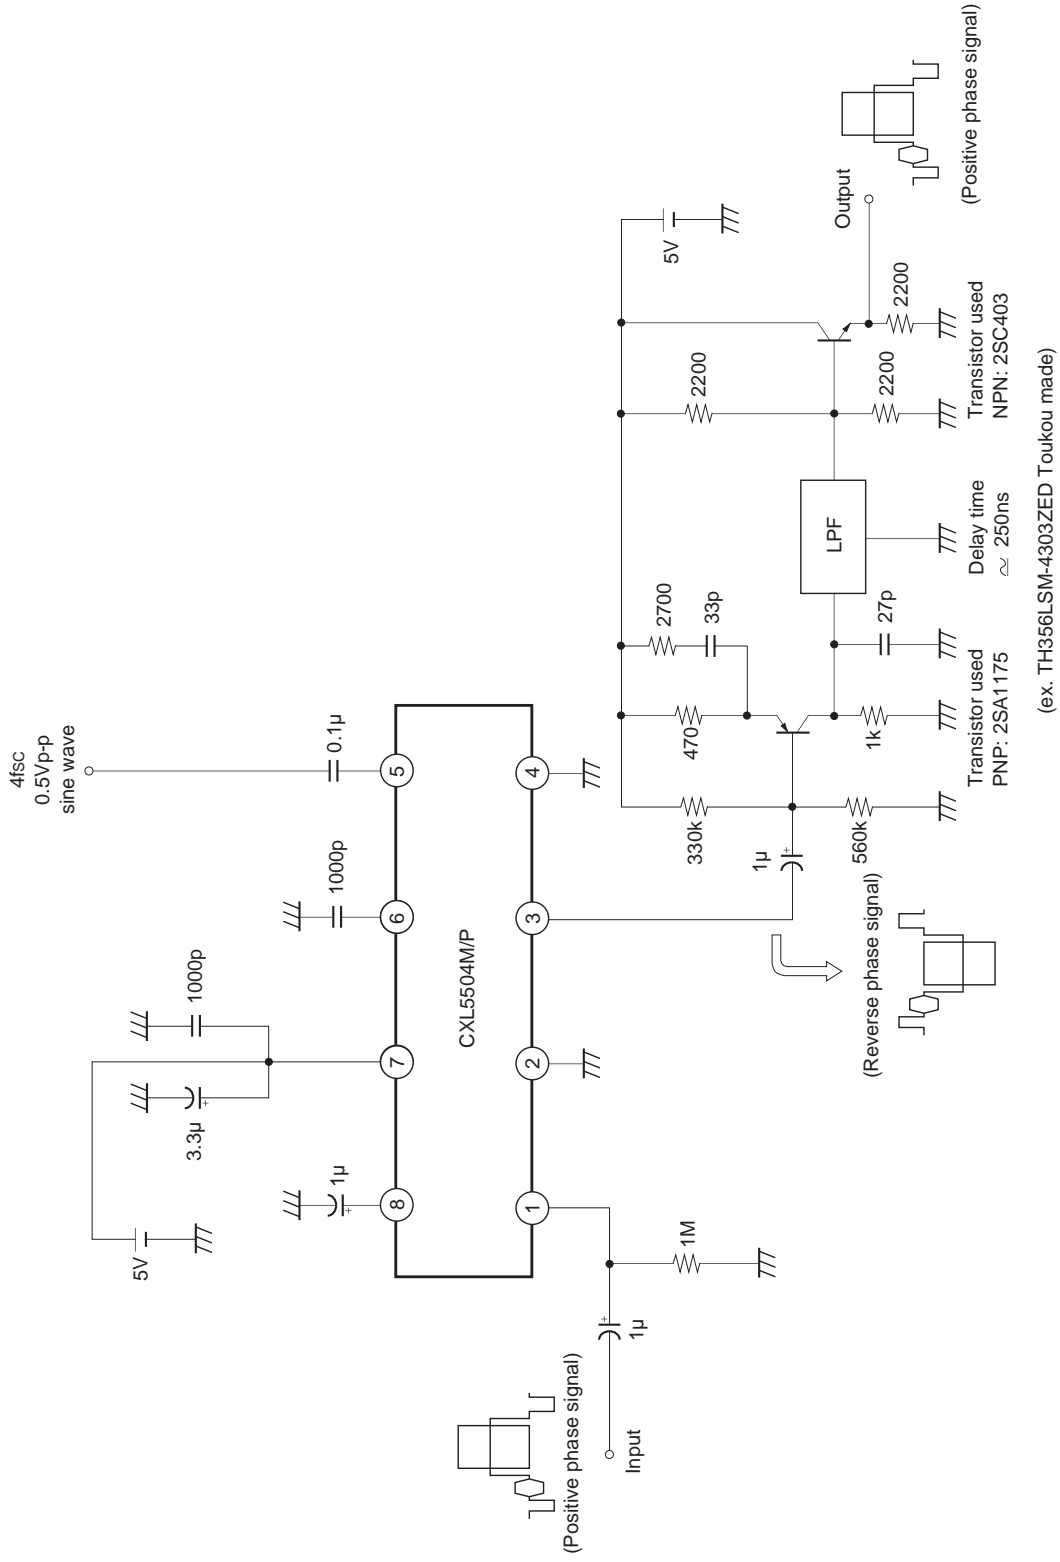 4fsc
0.5Vp-p
sine wave
5V
3.3μ
1000p
1μ
1000p
0.1μ
8
7
6
5
CXL5504M/P
1
2
3
4
(Positive phase signal)
Input
1μ
1M
(Reverse phase signal)
1μ
330k
560k
470
2700
33p
1k
27p
LPF
2200
2200
2200
5V
Output
(Positive phase signal)
Transistor used
PNP: 2SA1175
Delay time
≃ 250ns
Transistor used
NPN: 2SC403
(ex. TH356LSM-4303ZED Toukou made)